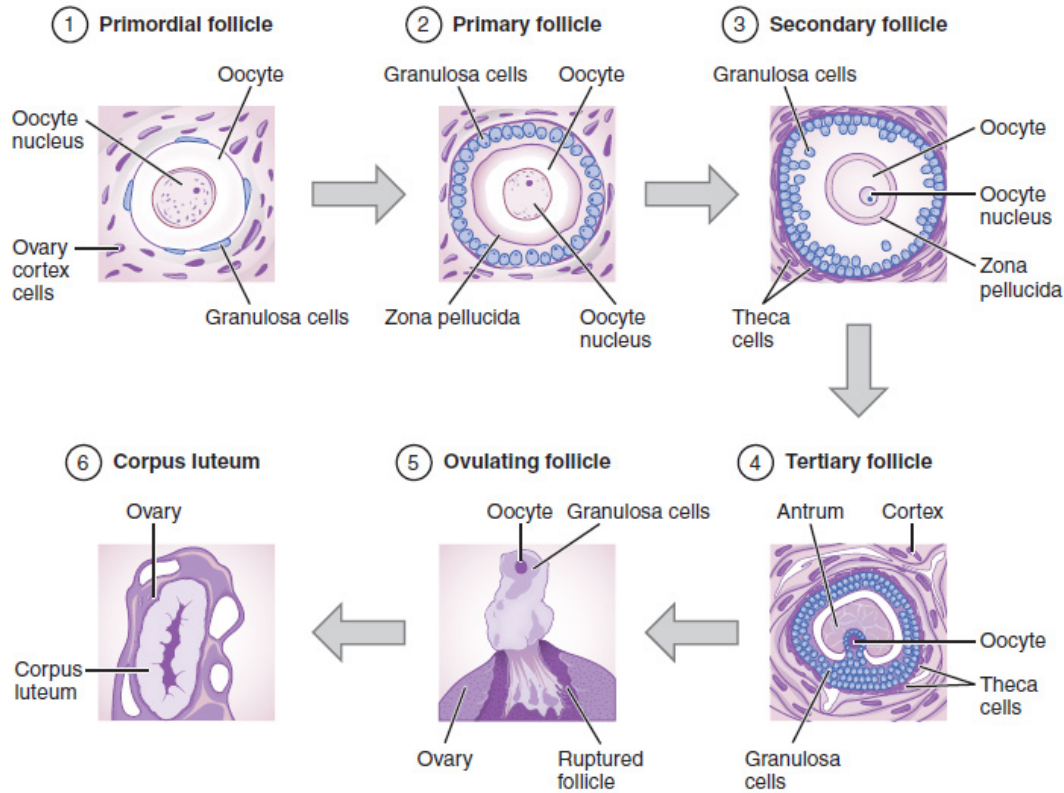 1 Primordial follicle
Oocyte
Oocyte
nucleus
Ovary
cortex
cells
Granulosa cells
2 Primary follicle
Granulosa cells
Oocyte
Zona pellucida
Oocyte
nucleus
3 Secondary follicle
Granulosa cells
Oocyte
Oocyte
nucleus
Zona
pellucida
Theca
cells
4 Tertiary follicle
Antrum
Cortex
Oocyte
Theca
cells
Granulosa
cells
5 Ovulating follicle
Oocyte
Granulosa cells
Ovary
Ruptured
follicle
6 Corpus luteum
Ovary
Corpus
luteum